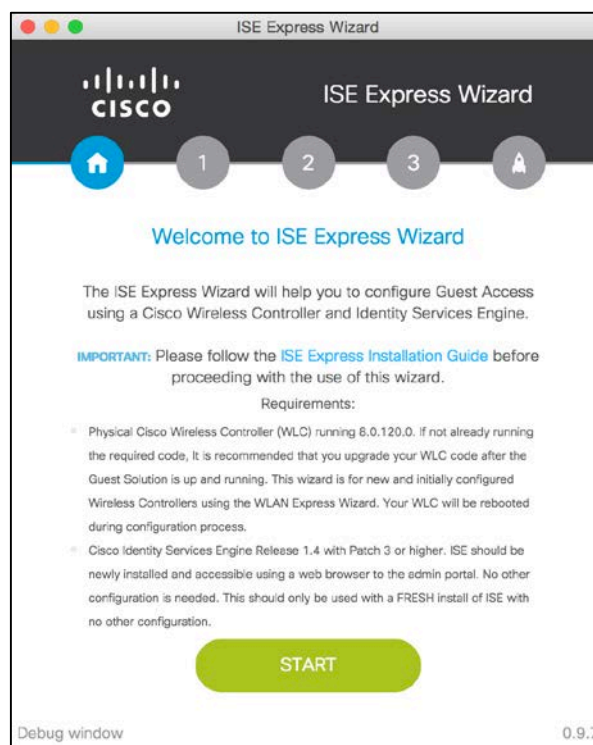 ISE Express Wizard
CISCO
ISE Express Wizard
1
2
3
Welcome to ISE Express Wizard
The ISE Express Wizard will help you to configure Guest Access
using a Cisco Wireless Controller and Identity Services Engine.
IMPORTANT: Please follow the ISE Express Installation Guide before
proceeding with the use of this wizard.
Requirements:
Physical Cisco Wireless Controller (WLC) running 8.0.120.0. If not already running
the required code, It is recommended that you upgrade your WLC code after the
Guest Solution is up and running. This wizard is for new and initially configured
Wireless Controllers using the WLAN Express Wizard. Your WLC will be rebooted
during configuration process.
Cisco Identity Services Engine Release 1.4 with Patch 3 or higher. ISE should be
newly installed and accessible using a web browser to the admin portal. No other
configuration is needed. This should only be used with a FRESH install of ISE with
no other configuration.
START
Debug window
0.9.7